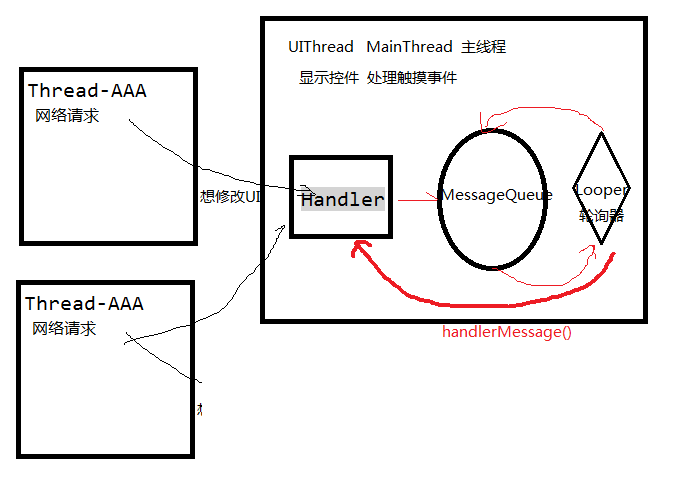 UIThread MainThread 主线程
显示控件 处理触摸事件
Thread-AAA
网络请求
想修改UI
Handler
MessageQueue
Looper
轮询器
Thread-AAA
网络请求
handlerMessage()